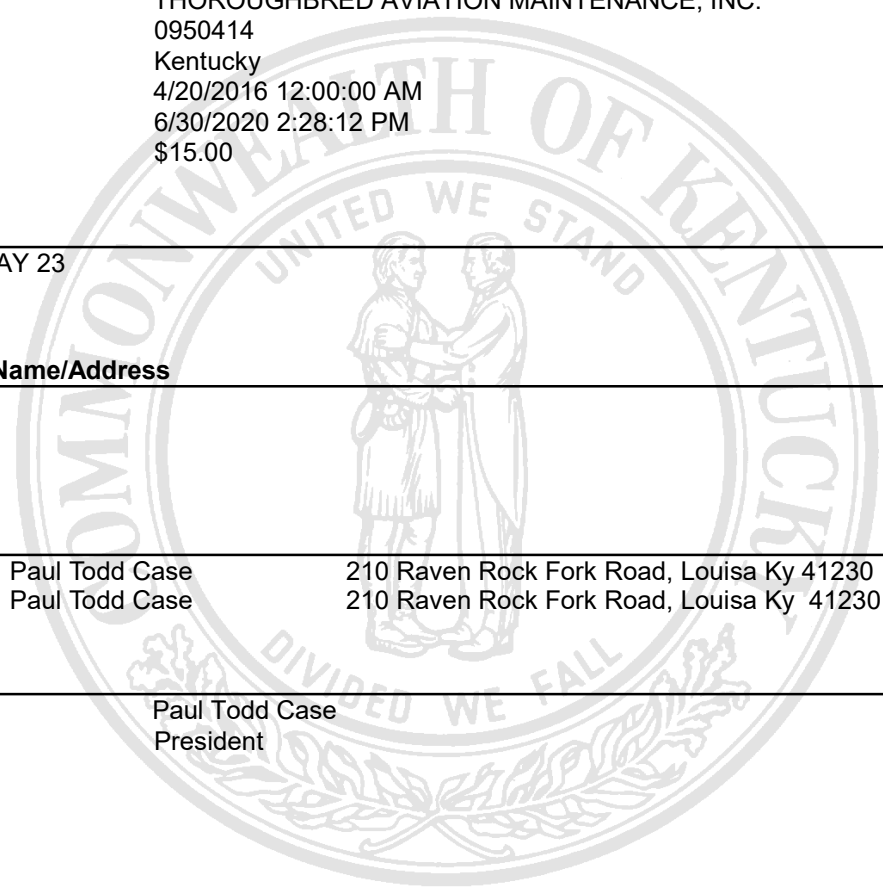 THOROUGHBRED AVIATION MAINTENANCE, INC.
0950414
Kentucky
4/20/2016 12:00:00 AM
6/30/2020 2:28:12 PM
$15.00
AY 23
Name/Address
Paul Todd Case 210 Raven Rock Fork Road, Louisa Ky 41230
Paul Todd Case 210 Raven Rock Fork Road, Louisa Ky 41230
Paul Todd Case
President
COMMONWEALTH OF KENTUCKY
UNITED WE STAND
DIVIDED WE FALL